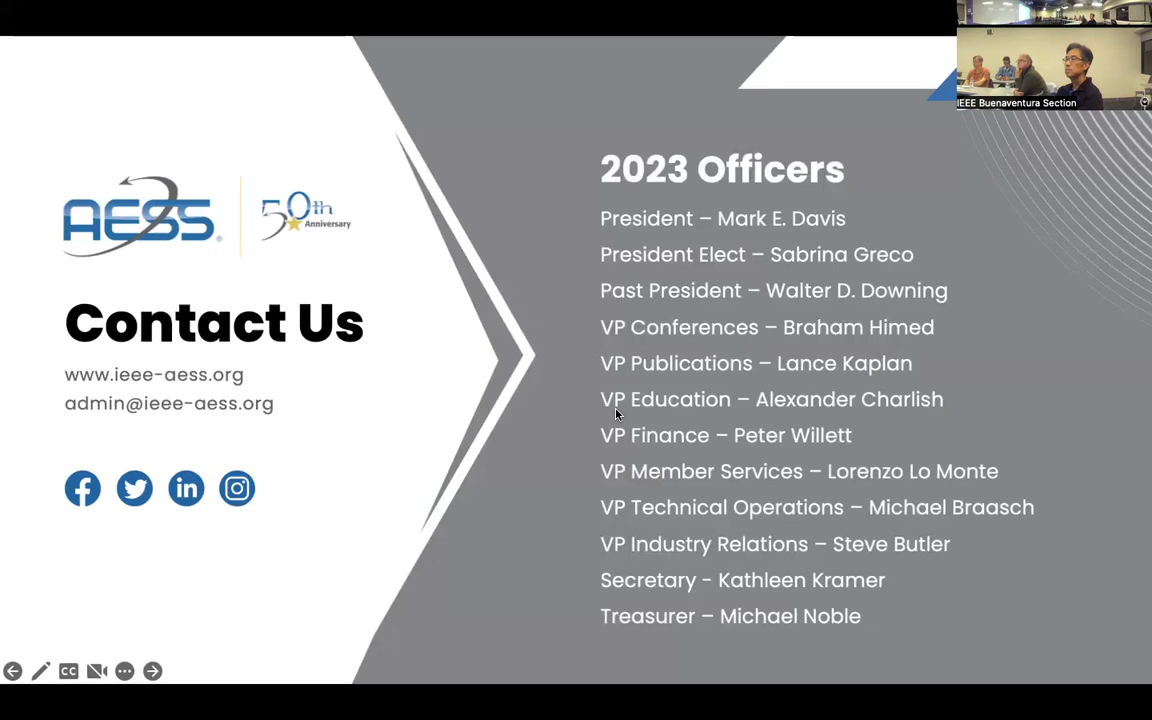 IEEE Buenaventura Section
AESS
50th
Anniversary
Contact Us
www.ieee-aess.org
admin@ieee-aess.org
f
in
2023 Officers
President – Mark E. Davis
President Elect – Sabrina Greco
Past President – Walter D. Downing
VP Conferences – Braham Himed
VP Publications – Lance Kaplan
VP Education – Alexander Charlish
VP Finance – Peter Willett
VP Member Services – Lorenzo Lo Monte
VP Technical Operations – Michael Braasch
VP Industry Relations – Steve Butler
Secretary - Kathleen Kramer
Treasurer – Michael Noble
CC